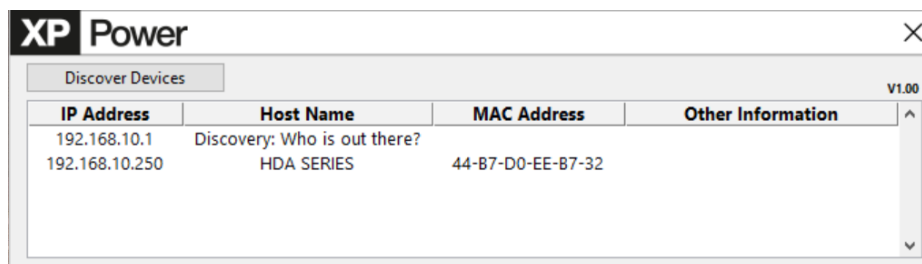 XP Power
Discover Devices
V1.00
IP Address Host Name MAC Address Other Information
192.168.10.1 Discovery: Who is out there?
192.168.10.250 HDA SERIES 44-B7-D0-EE-B7-32